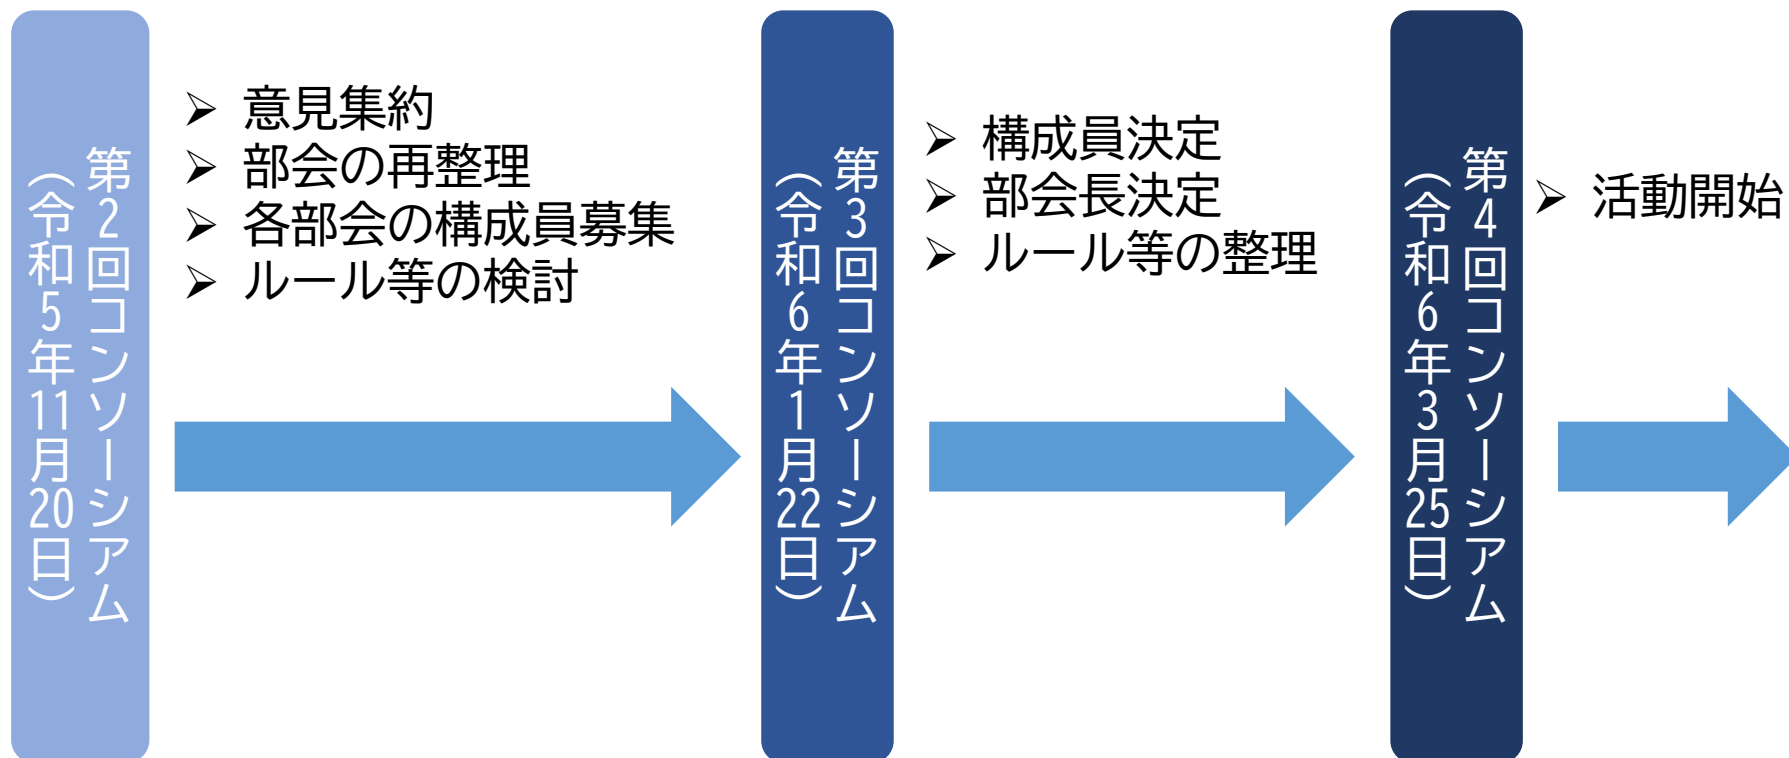 第2回コンソーシアム
（令和5年11月20日）
➢ 意見集約
➢ 部会の再整理
➢ 各部会の構成員募集
➢ ルール等の検討
第3回コンソーシアム
（令和6年1月22日）
➢ 構成員決定
➢ 部会長決定
➢ ルール等の整理
第4回コンソーシアム
（令和6年3月25日）
➢ 活動開始